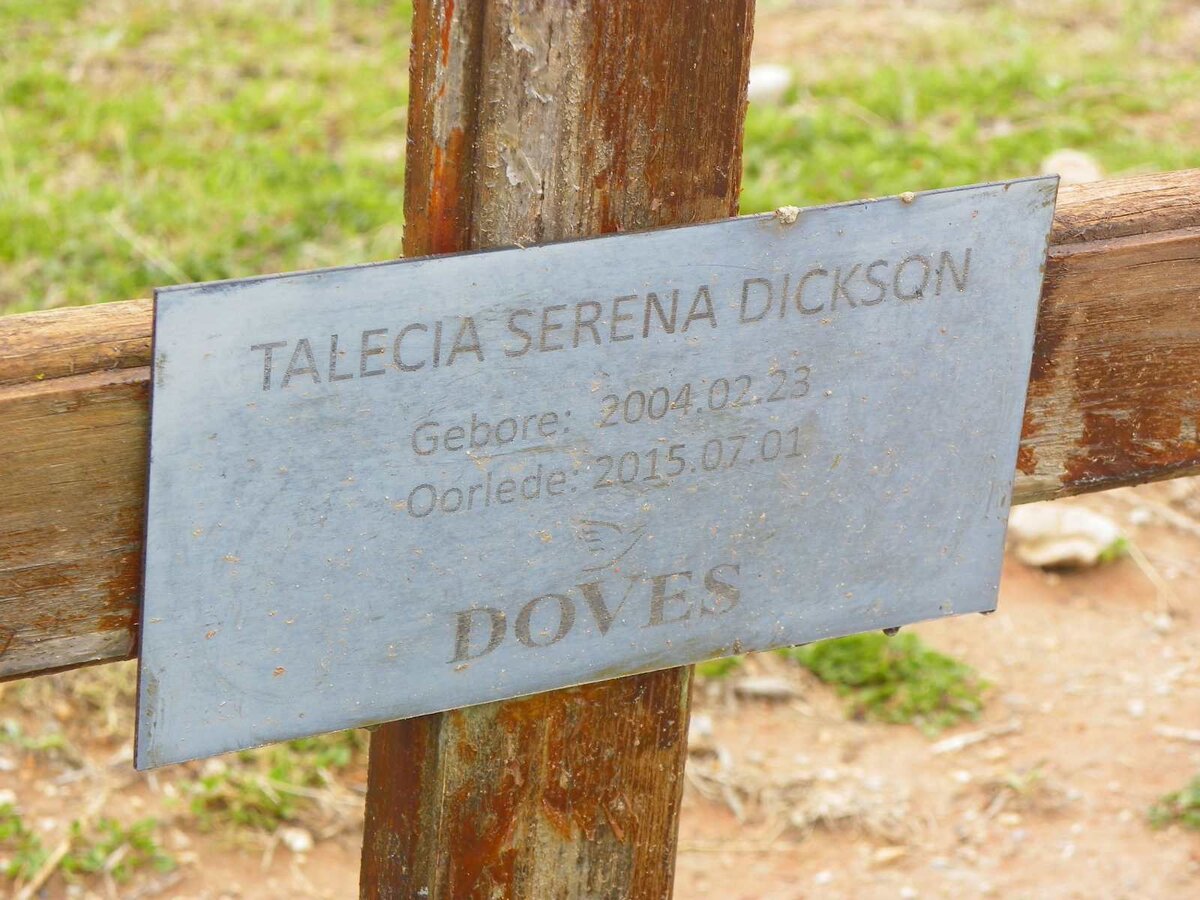 TALECIA SERENA DICKSON
Gebore: 2004.02.23
Oorlede: 2015.07.01
DOVES